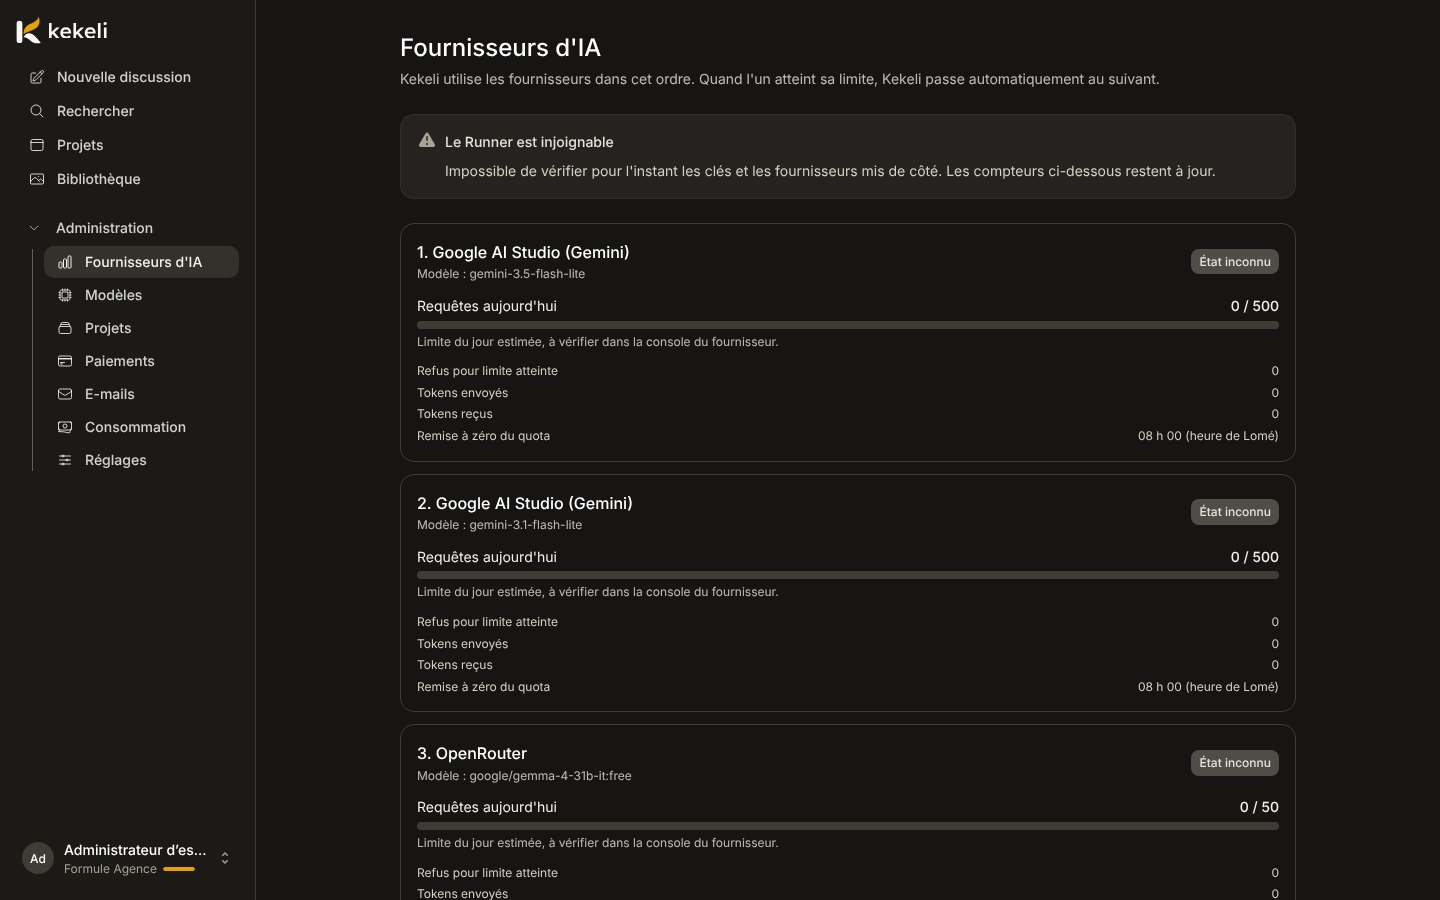 kekeli
Nouvelle discussion
Rechercher
Projets
Bibliothèque
Administration
Fournisseurs d'IA
Modèles
Projets
Paiements
E-mails
Consommation
Réglages
Ad
Administrateur d'es...
Formule Agence
Fournisseurs d'IA
Kekeli utilise les fournisseurs dans cet ordre. Quand l'un atteint sa limite, Kekeli passe automatiquement au suivant.
Le Runner est injoignable
Impossible de vérifier pour l'instant les clés et les fournisseurs mis de côté. Les compteurs ci-dessous restent à jour.
1. Google AI Studio (Gemini)
Modèle : gemini-3.5-flash-lite
État inconnu
Requêtes aujourd'hui 0 / 500
Limite du jour estimée, à vérifier dans la console du fournisseur.
Refus pour limite atteinte 0
Tokens envoyés 0
Tokens reçus 0
Remise à zéro du quota 08 h 00 (heure de Lomé)
2. Google AI Studio (Gemini)
Modèle : gemini-3.1-flash-lite
État inconnu
Requêtes aujourd'hui 0 / 500
Limite du jour estimée, à vérifier dans la console du fournisseur.
Refus pour limite atteinte 0
Tokens envoyés 0
Tokens reçus 0
Remise à zéro du quota 08 h 00 (heure de Lomé)
3. OpenRouter
Modèle : google/gemma-4-31b-it:free
État inconnu
Requêtes aujourd'hui 0 / 50
Limite du jour estimée, à vérifier dans la console du fournisseur.
Refus pour limite atteinte 0
Tokens envoyés 0